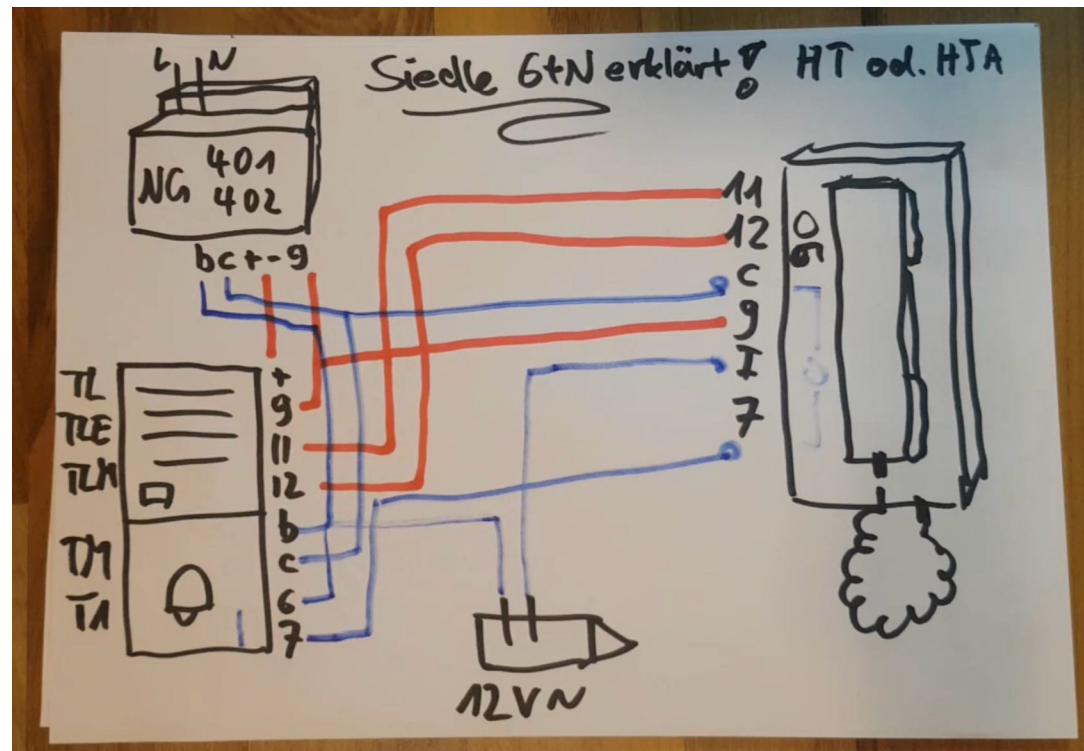 L N
Siedle 6+N erklärt! HT od. HTA
NG 401
402
b c + - 9
11
12
c
9
I
7
TL
TLE
TLM
TM
TA
+
9
11
12
b
c
6
7
12VN